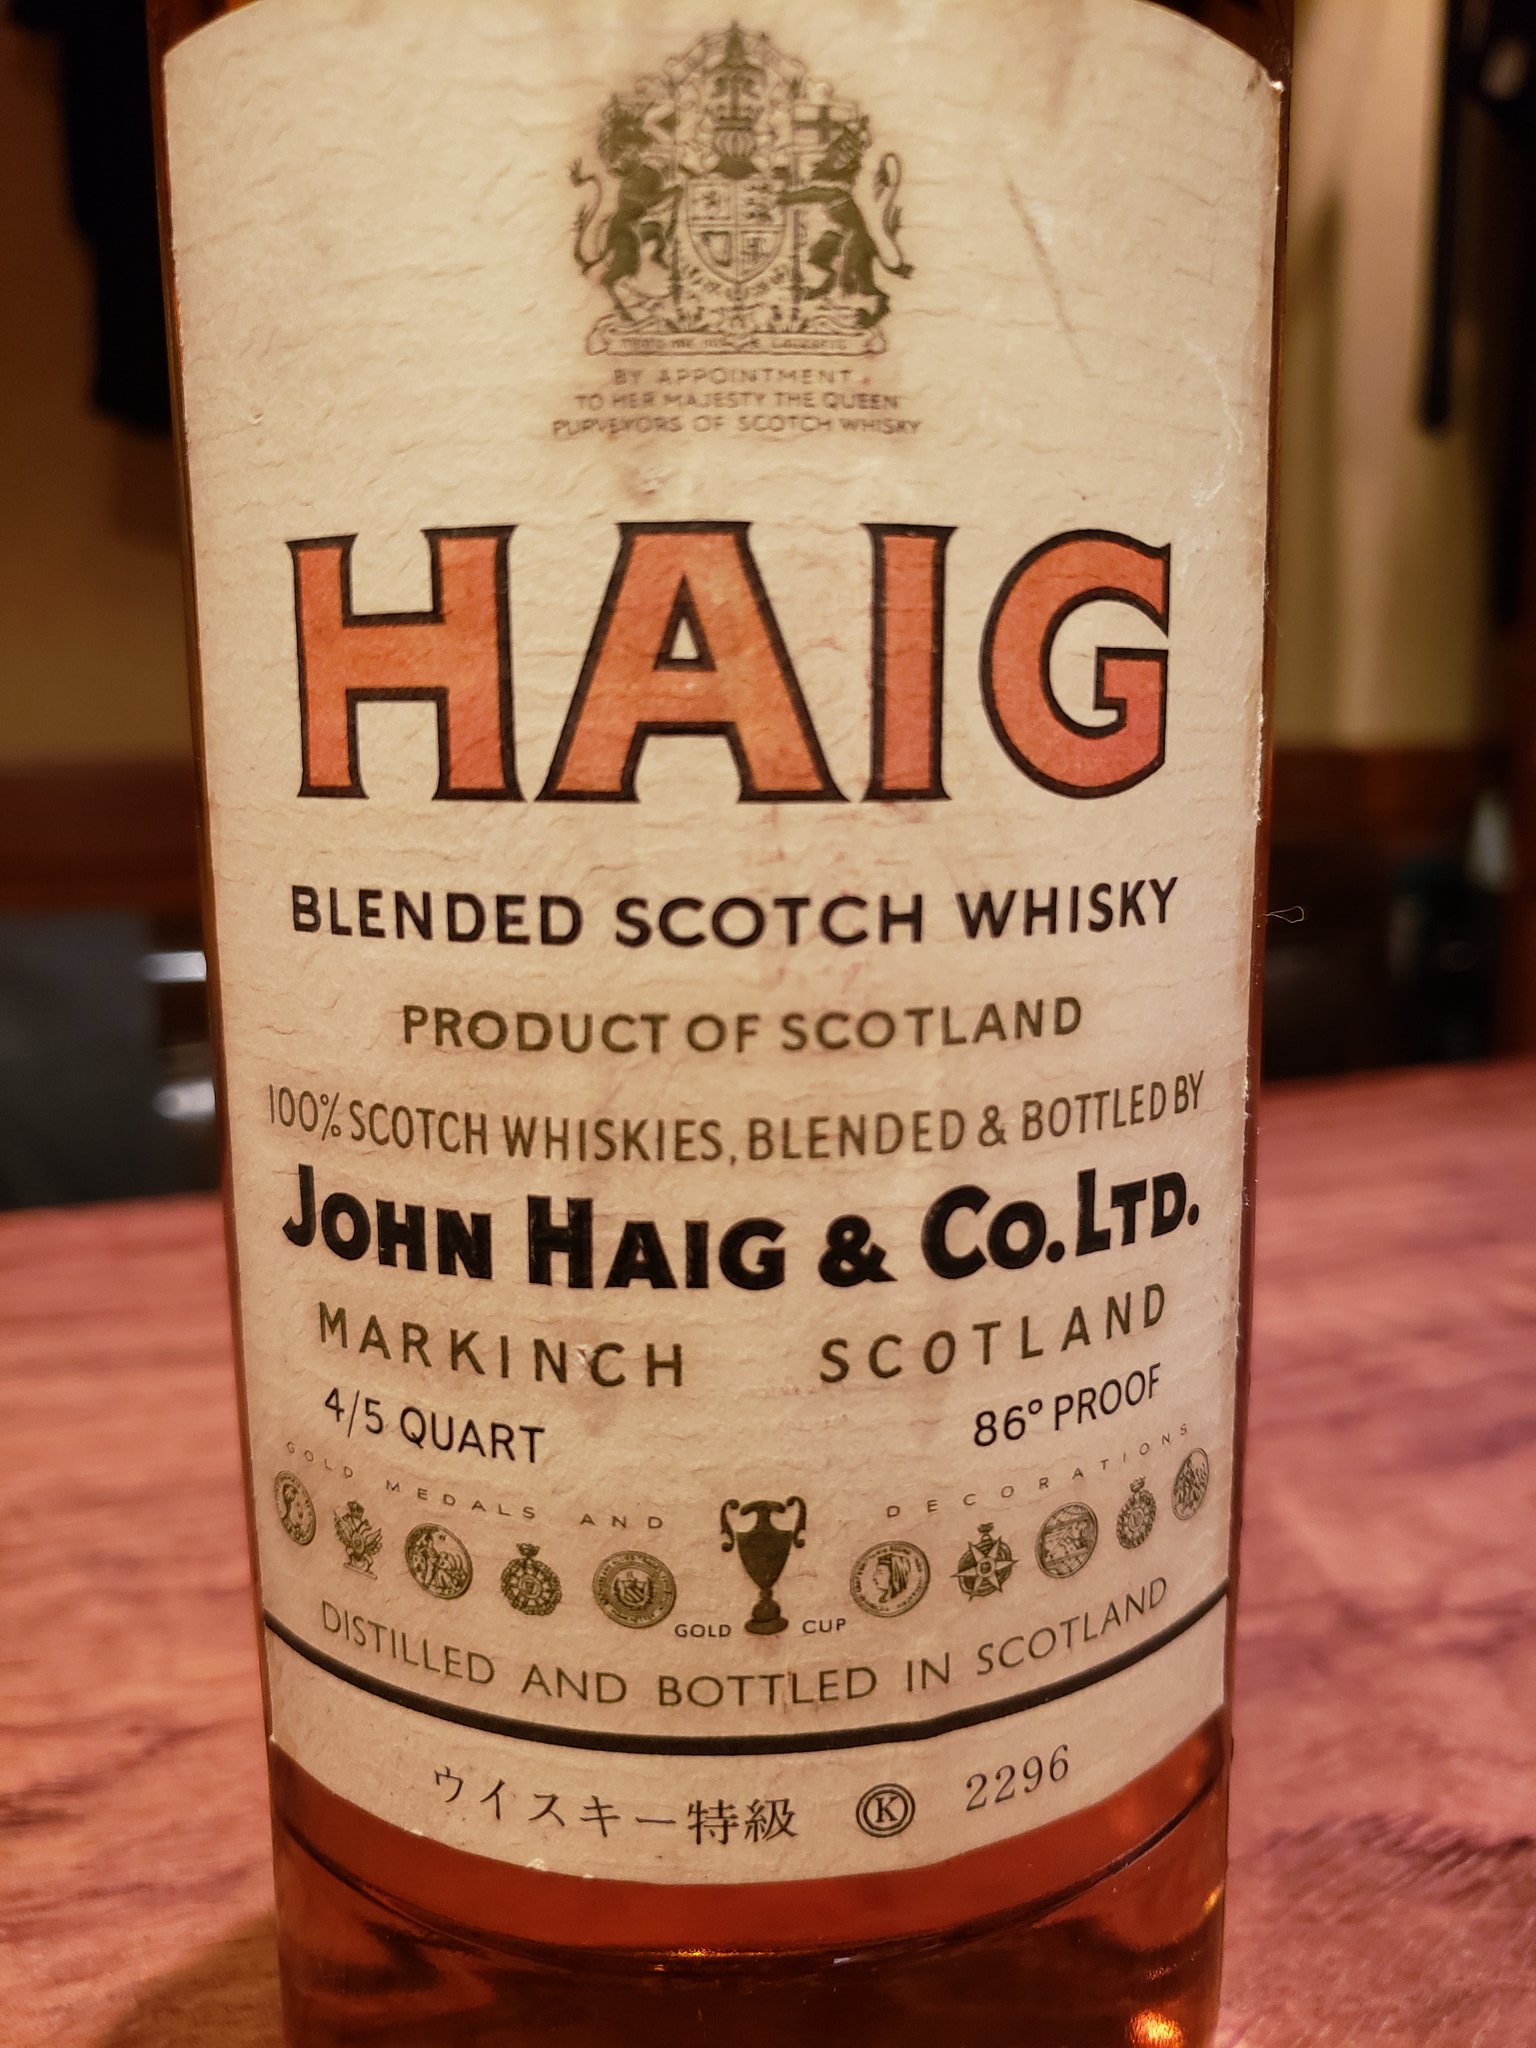 BY APPOINTMENT
TO HER MAJESTY THE QUEEN
PURVEYORS OF SCOTCH WHISKY
HAIG
BLENDED SCOTCH WHISKY
PRODUCT OF SCOTLAND
100% SCOTCH WHISKIES, BLENDED & BOTTLED BY
JOHN HAIG & CO. LTD.
MARKINCH SCOTLAND
4/5 QUART 86° PROOF
GOLD MEDALS AND DECORATIONS
GOLD CUP
DISTILLED AND BOTTLED IN SCOTLAND
ウイスキー特級 Ⓚ 2296